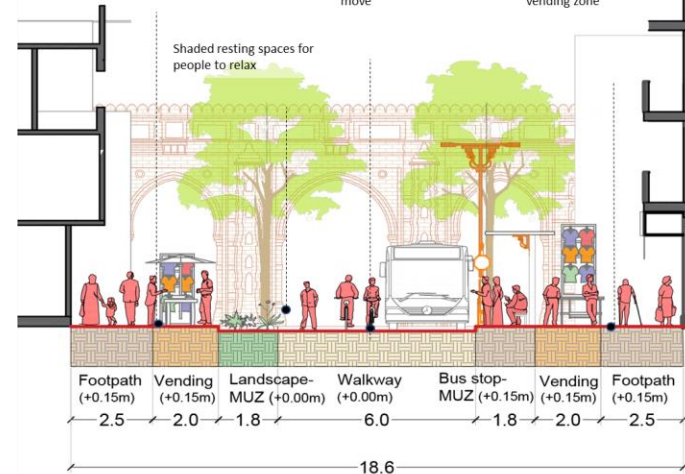 move
vending zone
Shaded resting spaces for
people to relax
Footpath
(+0.15m)
Vending
(+0.15m)
Landscape-
MUZ (+0.00m)
Walkway
(+0.00m)
Bus stop-
MUZ (+0.15m)
Vending
(+0.15m)
Footpath
(+0.15m)
2.5 2.0 1.8 6.0 1.8 2.0 2.5
18.6